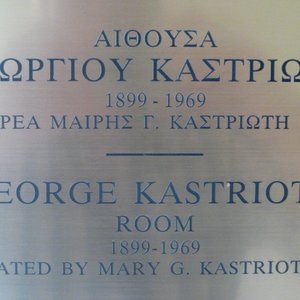 ΑΙΘΟΥΣΑ
ΩΡΓΙΟΥ ΚΑΣΤΡΙΩ
1899 - 1969
ΡΕΑ ΜΑΙΡΗΣ Γ. ΚΑΣΤΡΙΩΤΗ
EORGE KASTRIOT
ROOM
1899-1969
ATED BY MARY G. KASTRIOT